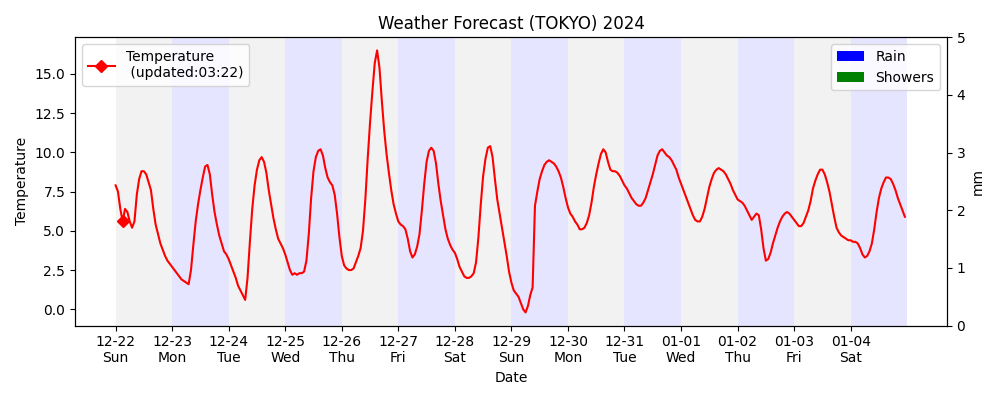 Weather Forecast (TOKYO) 2024
Temperature
(updated:03:22)
Rain
Showers
Temperature
15.0
12.5
10.0
7.5
5.0
2.5
0.0
5
4
3
2
1
0
mm
12-22 12-23 12-24 12-25 12-26 12-27 12-28 12-29 12-30 12-31 01-01 01-02 01-03 01-04
Sun Mon Tue Wed Thu Fri Sat Sun Mon Tue Wed Thu Fri Sat
Date